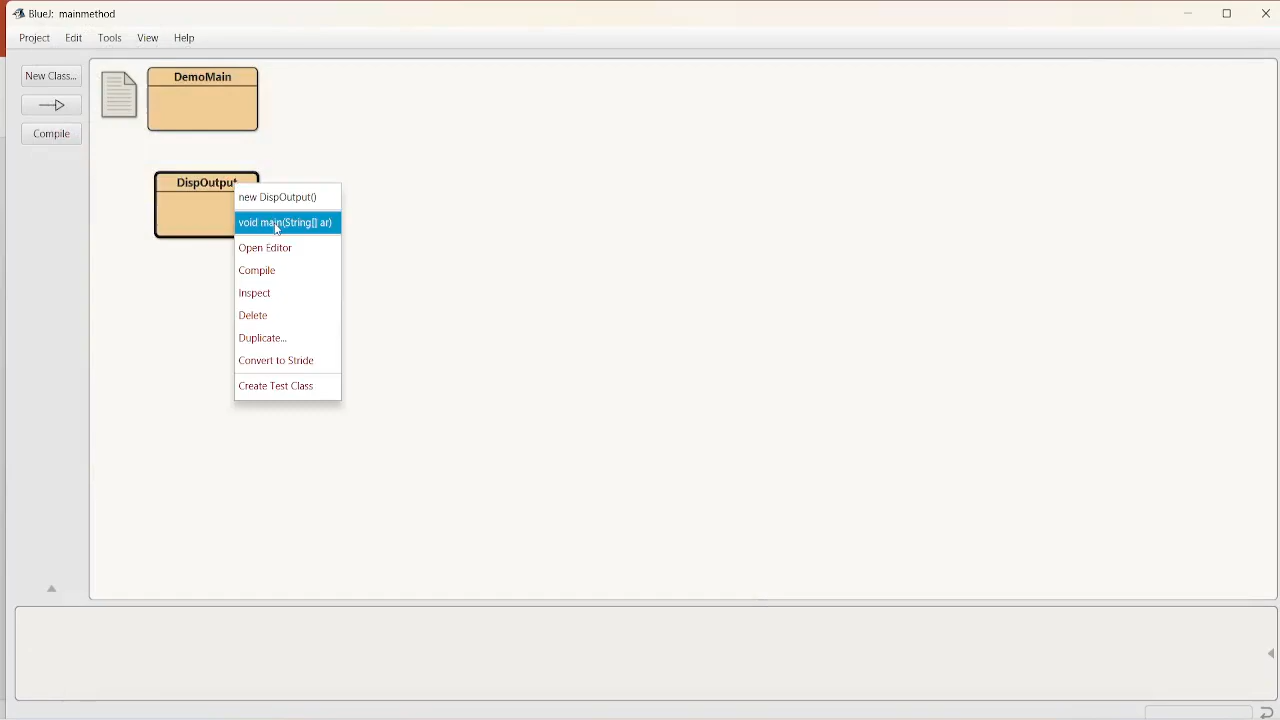 BlueJ: mainmethod
Project Edit Tools View Help
New Class...
Compile
DemoMain
DispOutput
new DispOutput()
void main(String[] ar)
Open Editor
Compile
Inspect
Delete
Duplicate...
Convert to Stride
Create Test Class